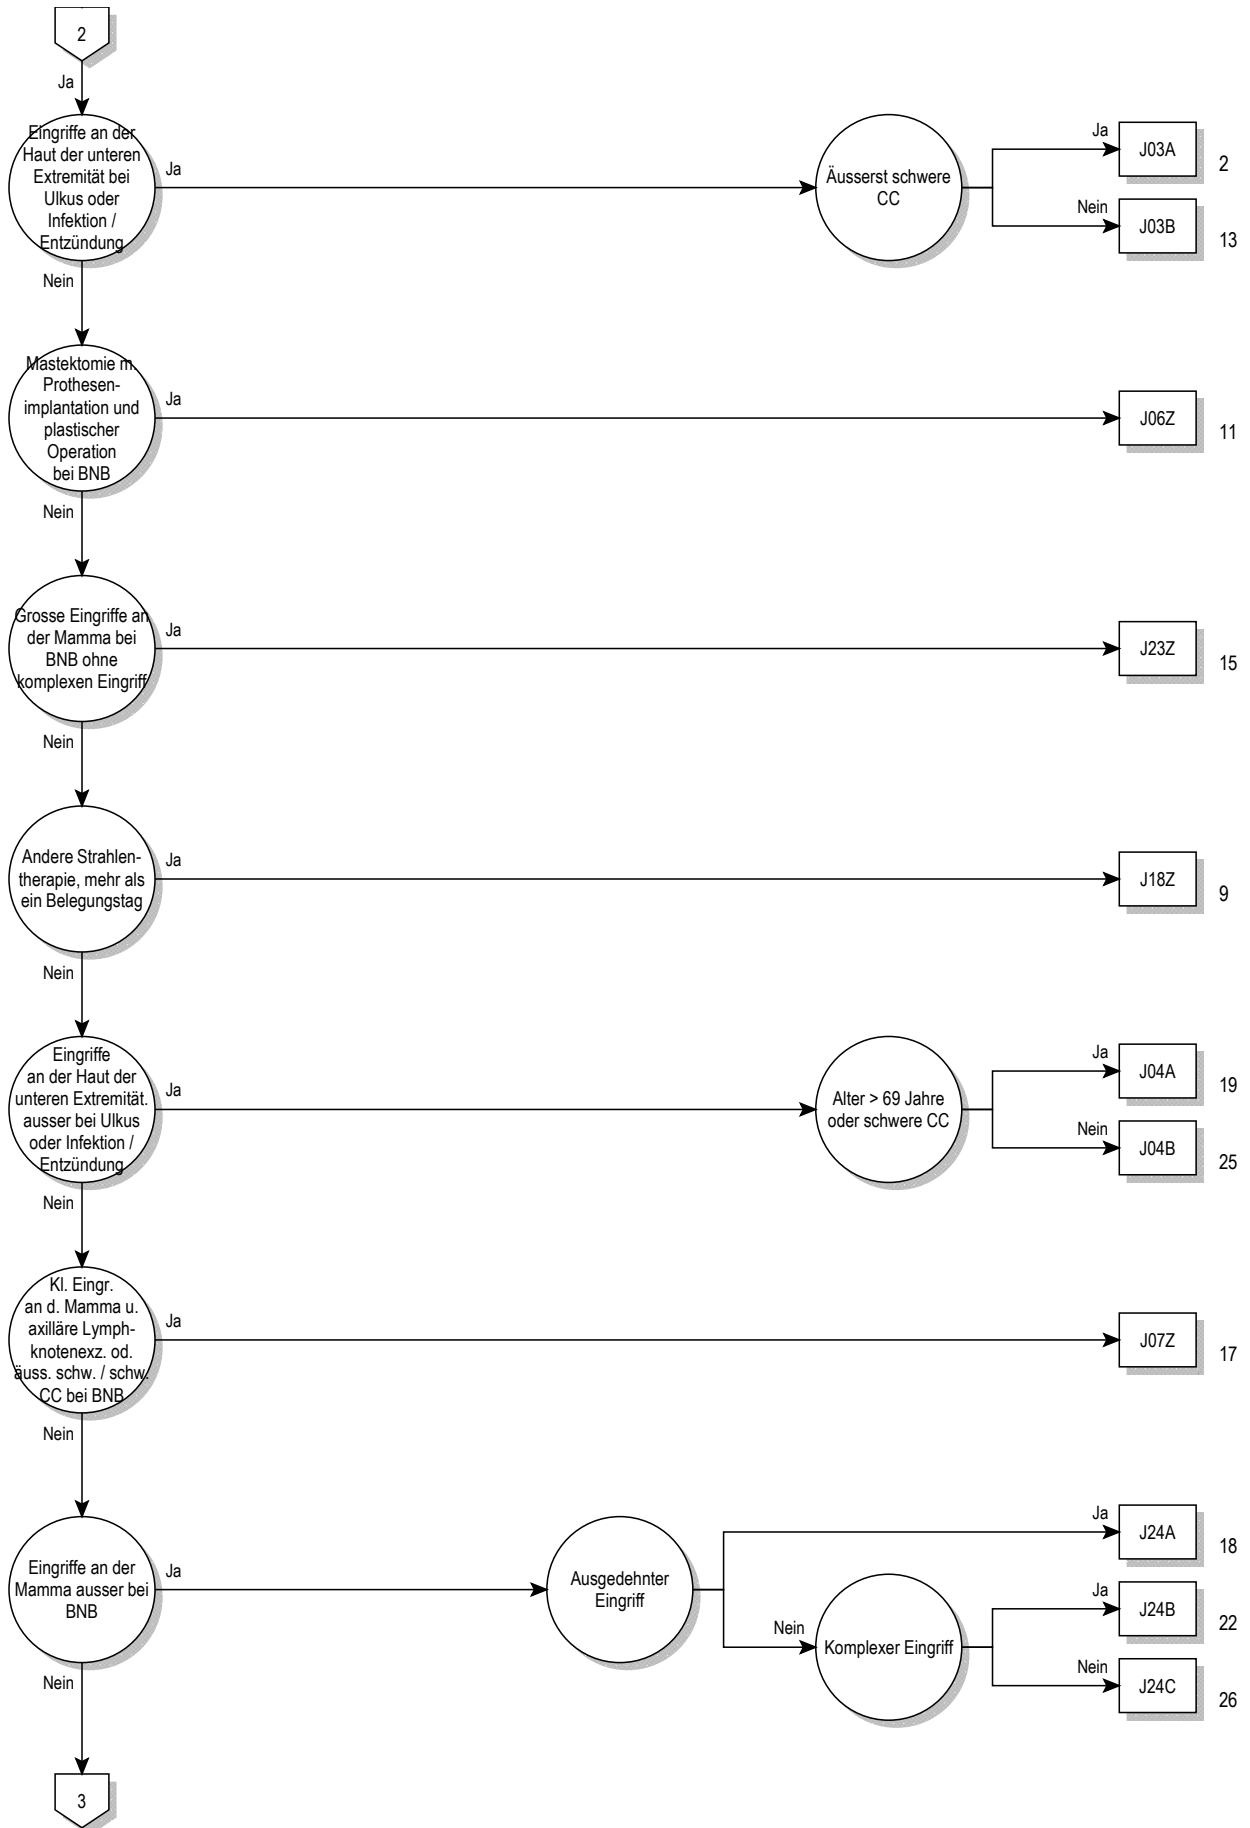 2
Ja
Eingriffe an der
Haut der unteren
Extremität bei
Ulkus oder
Infektion /
Entzündung
Ja
Äusserst schwere
CC
Ja
J03A
2
Nein
J03B
13
Nein
Mastektomie m.
Prothesen-
implantation und
plastischer
Operation
bei BNB
Ja
J06Z
11
Nein
Grosse Eingriffe an
der Mamma bei
BNB ohne
komplexen Eingriff
Ja
J23Z
15
Nein
Andere Strahlen-
therapie, mehr als
ein Belegungstag
Ja
J18Z
9
Nein
Eingriffe
an der Haut der
unteren Extremität.
ausser bei Ulkus
oder Infektion /
Entzündung
Ja
Alter > 69 Jahre
oder schwere CC
Ja
J04A
19
Nein
J04B
25
Nein
Kl. Eingr.
an d. Mamma u.
axilläre Lymph-
knotenexz. od.
äuss. schw. / schw.
CC bei BNB
Ja
J07Z
17
Nein
Eingriffe an der
Mamma ausser bei
BNB
Ja
Ausgedehnter
Eingriff
Ja
J24A
18
Nein
Komplexer Eingriff
Ja
J24B
22
Nein
J24C
26
Nein
3